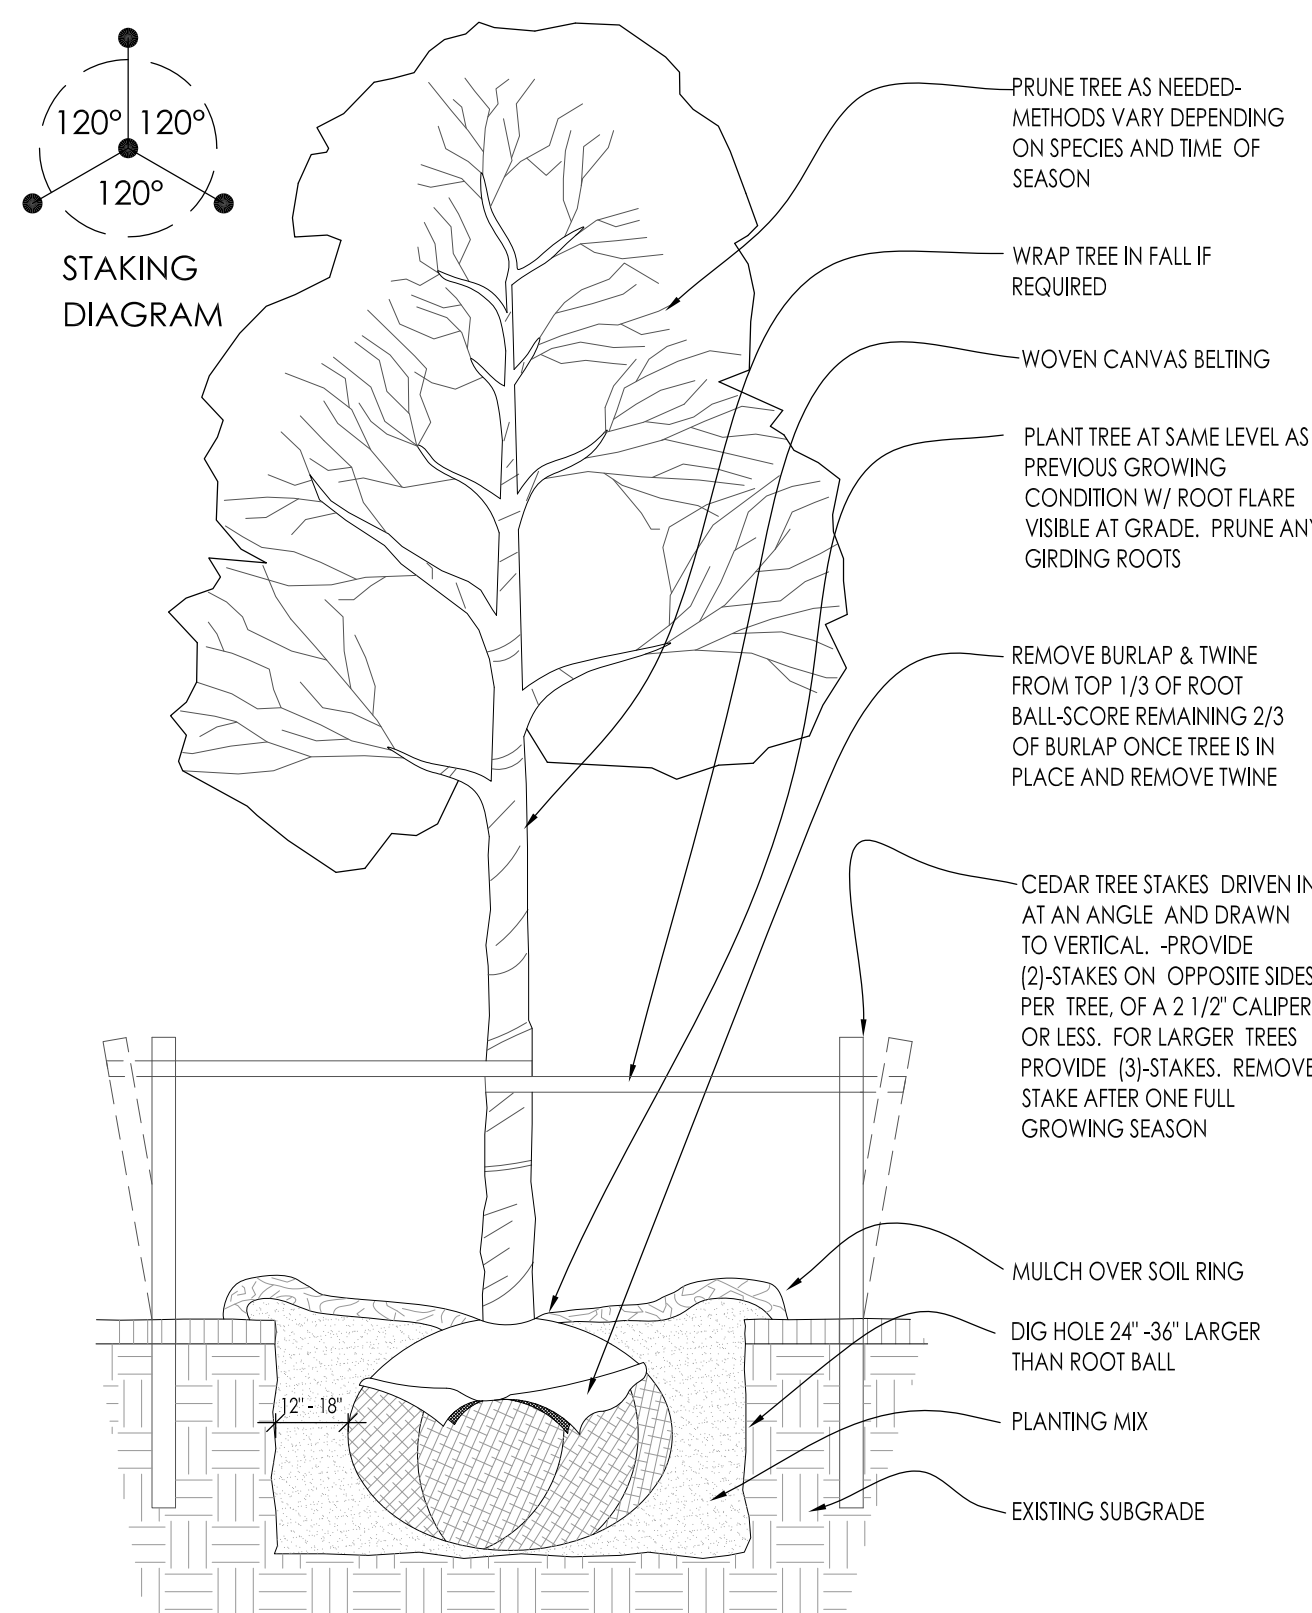 120° 120°
120°
STAKING
DIAGRAM
PRUNE TREE AS NEEDED-
METHODS VARY DEPENDING
ON SPECIES AND TIME OF
SEASON
WRAP TREE IN FALL IF
REQUIRED
WOVEN CANVAS BELTING
PLANT TREE AT SAME LEVEL AS
PREVIOUS GROWING
CONDITION W/ ROOT FLARE
VISIBLE AT GRADE. PRUNE ANY
GIRDING ROOTS
REMOVE BURLAP & TWINE
FROM TOP 1/3 OF ROOT
BALL-SCORE REMAINING 2/3
OF BURLAP ONCE TREE IS IN
PLACE AND REMOVE TWINE
CEDAR TREE STAKES DRIVEN IN
AT AN ANGLE AND DRAWN
TO VERTICAL. -PROVIDE
(2)-STAKES ON OPPOSITE SIDES
PER TREE, OF A 2 1/2" CALIPER
OR LESS. FOR LARGER TREES
PROVIDE (3)-STAKES. REMOVE
STAKE AFTER ONE FULL
GROWING SEASON
MULCH OVER SOIL RING
DIG HOLE 24" -36" LARGER
THAN ROOT BALL
12" - 18"
PLANTING MIX
EXISTING SUBGRADE